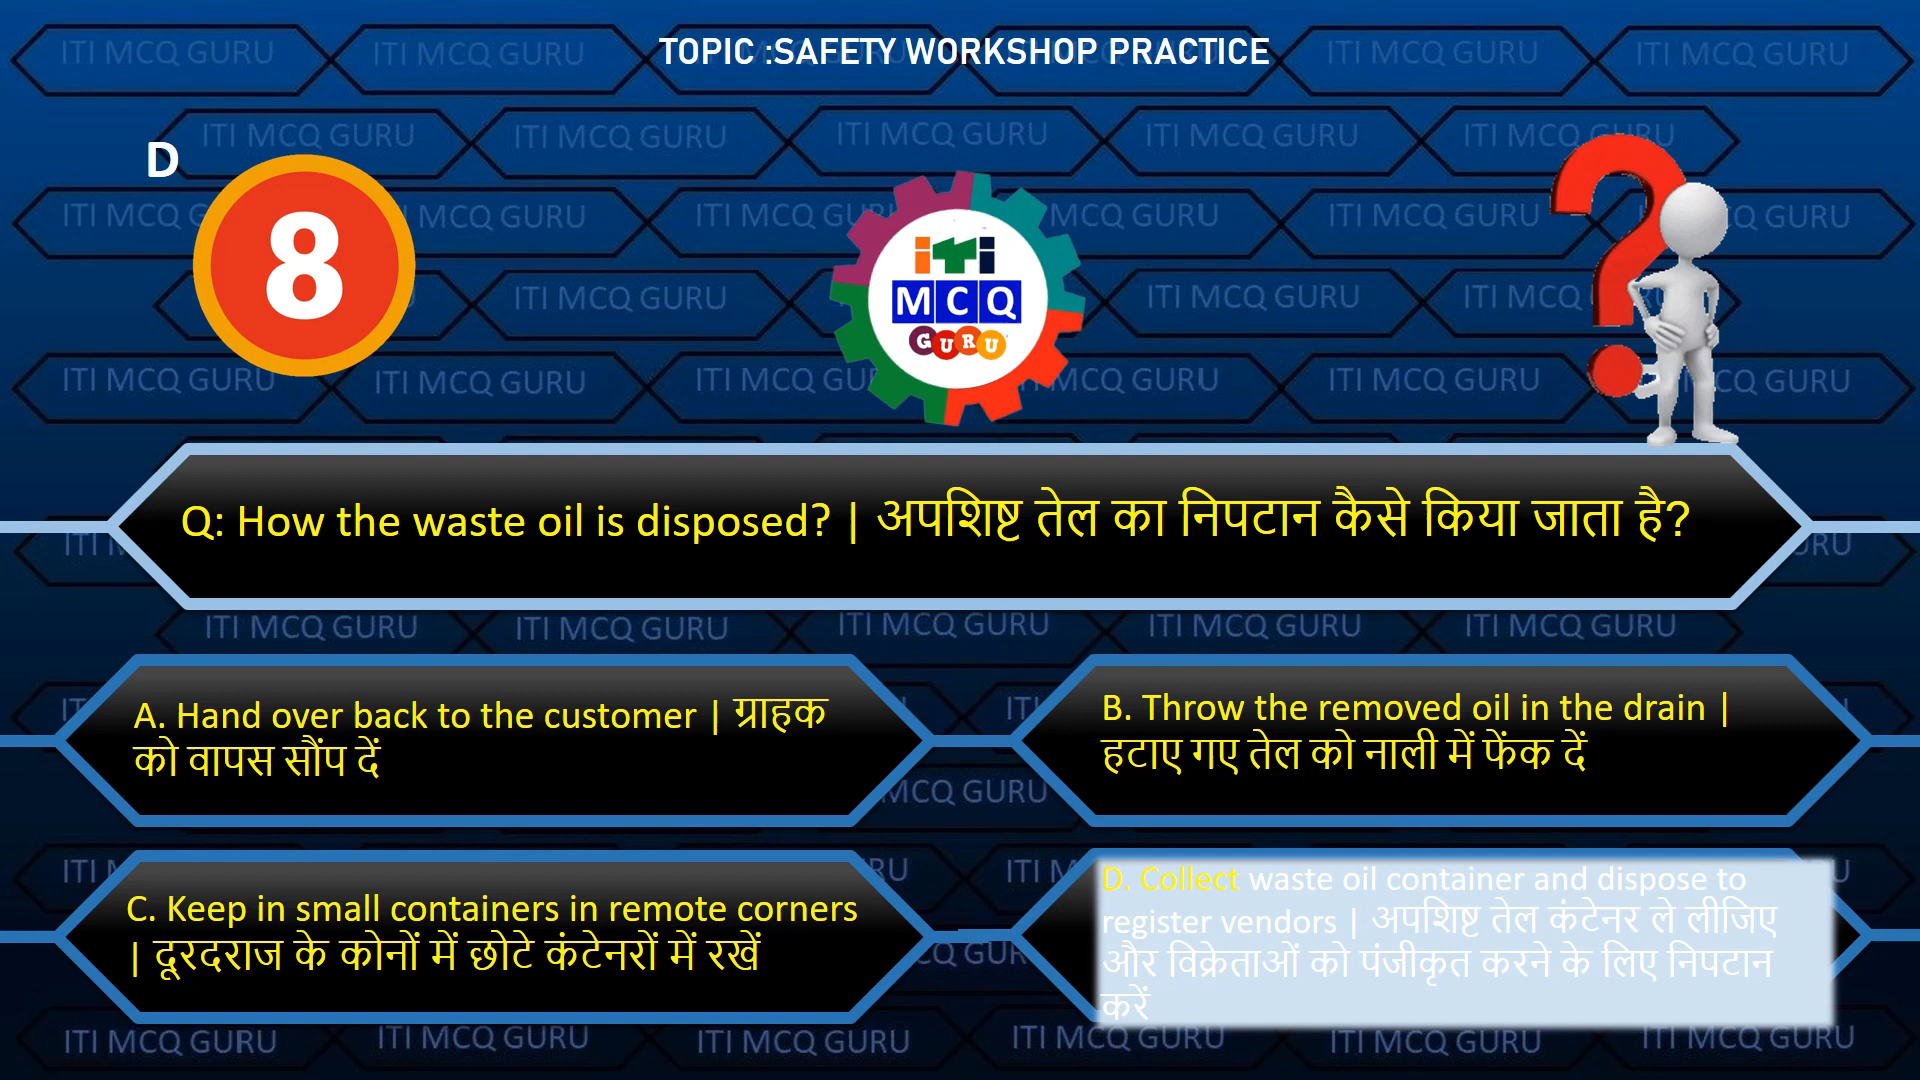 TOPIC :SAFETY WORKSHOP PRACTICE
D
8
iTi
MCQ
GURU
Q: How the waste oil is disposed? | अपशिष्ट तेल का निपटान कैसे किया जाता है?
A. Hand over back to the customer | ग्राहक
को वापस सौंप दें
B. Throw the removed oil in the drain |
हटाए गए तेल को नाली में फेंक दें
C. Keep in small containers in remote corners
| दूरदराज के कोनों में छोटे कंटेनरों में रखें
D. Collect waste oil container and dispose to
register vendors | अपशिष्ट तेल कंटेनर ले लीजिए
और विक्रेताओं को पंजीकृत करने के लिए निपटान
करें
ITI MCQ GURU